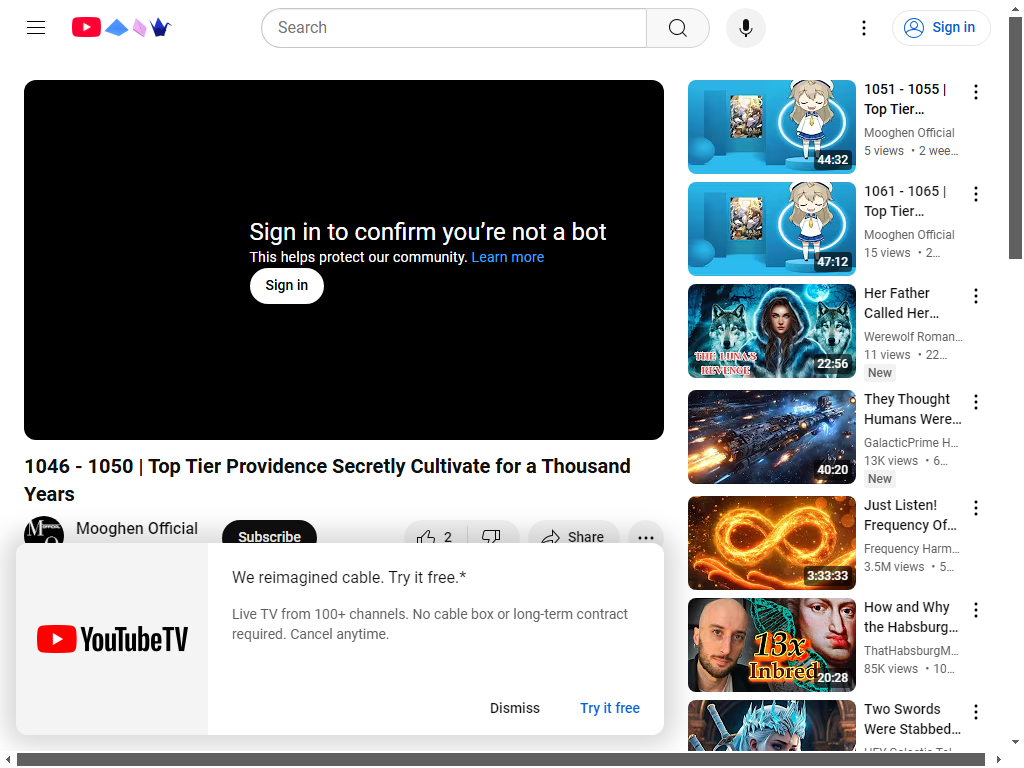 Search
Sign in
Sign in to confirm you're not a bot
This helps protect our community. Learn more
Sign in
1046 - 1050 | Top Tier Providence Secretly Cultivate for a Thousand
Years
Mooghen Official
Subscribe
2
Share
We reimagined cable. Try it free.*
Live TV from 100+ channels. No cable box or long-term contract
required. Cancel anytime.
YouTubeTV
Dismiss
Try it free
44:32
1051 - 1055 |
Top Tier…
Mooghen Official
5 views • 2 wee…
47:12
1061 - 1065 |
Top Tier…
Mooghen Official
15 views • 2…
THE LUNA'S
REVENGE
22:56
Her Father
Called Her…
Werewolf Roman…
11 views • 22…
New
40:20
They Thought
Humans Were…
GalacticPrime H…
13K views • 6…
New
3:33:33
Just Listen!
Frequency Of…
Frequency Harm…
3.5M views • 5…
13x
Inbred
20:28
How and Why
the Habsburg…
ThatHabsburgM…
85K views • 10…
Two Swords
Were Stabbed…